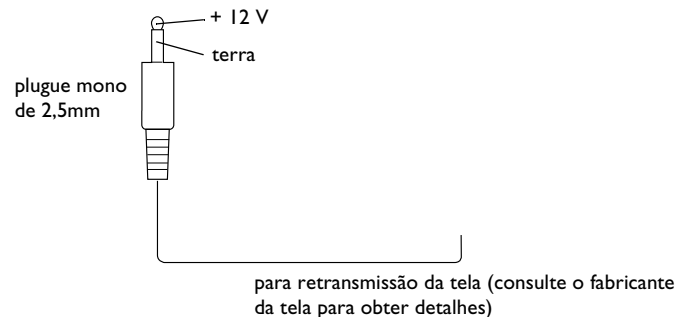 + 12 V
terra
plugue mono
de 2,5mm
para retransmissão da tela (consulte o fabricante
da tela para obter detalhes)